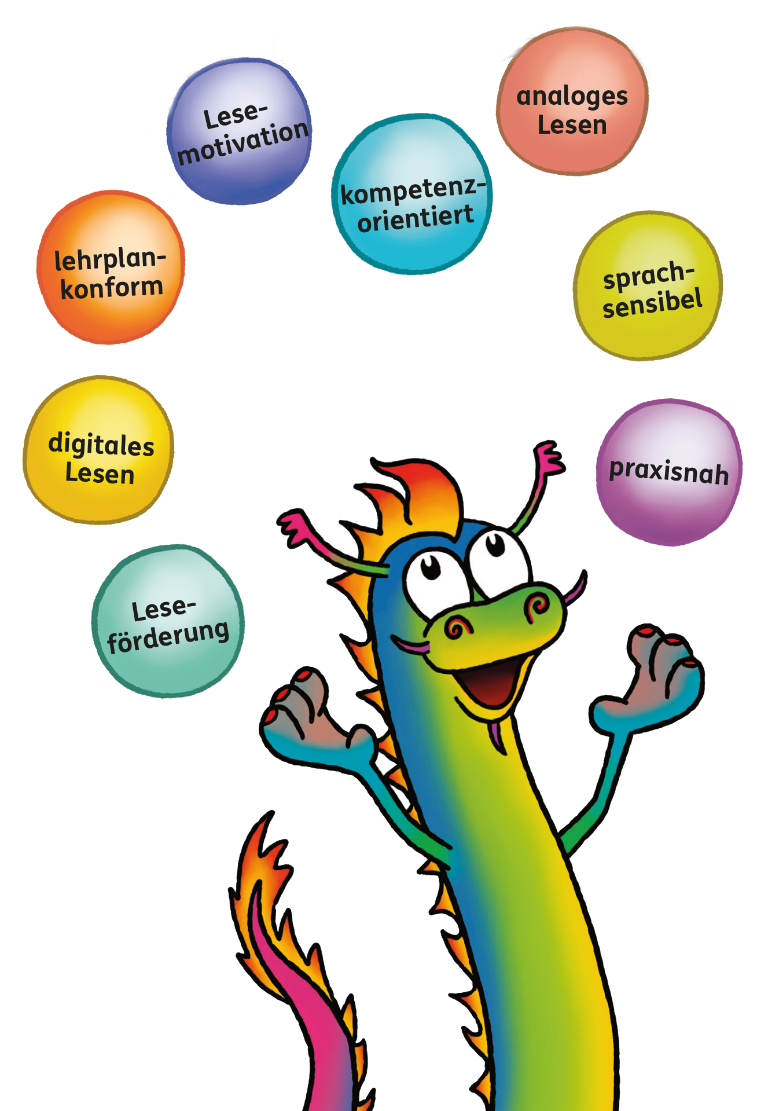 Lese-
motivation
analoges
Lesen
kompetenz-
orientiert
lehrplan-
konform
sprach-
sensibel
digitales
Lesen
praxisnah
Lese-
förderung